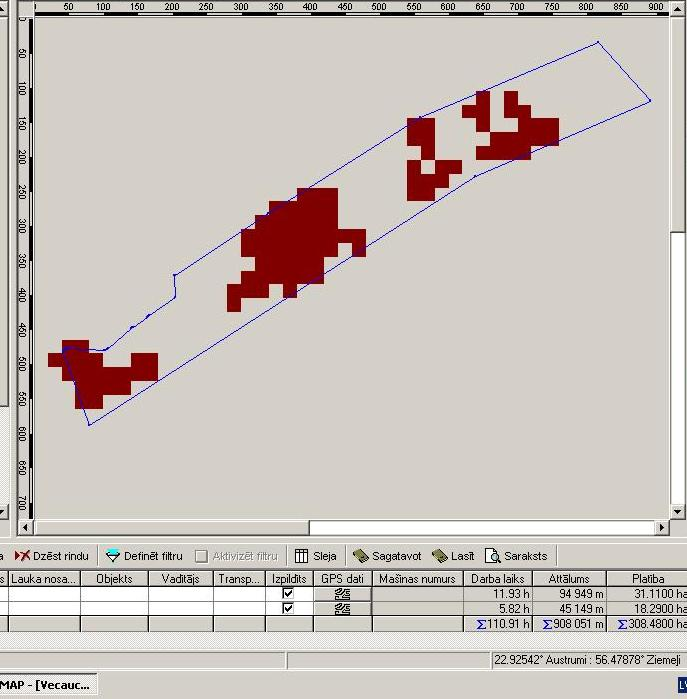 50 100 150 200 250 300 350 400 450 500 550 600 650 700 750 800 850 900
0
50
100
150
200
250
300
350
400
450
500
550
600
650
700
Dzēst rindu Definēt filtru Aktivizēt filtru Sleja Sagatavot Lasīt Saraksts
Lauka nosa... Objekts Vadītājs Transp... Izpildīts GPS dati Mašīnas numurs Darba laiks Attālums Platība
11.93 h 94 949 m 31.1100 ha
5.82 h 45 149 m 18.2900 ha
Σ110.91 h Σ908 051 m Σ308.4800 ha
22.92542° Austrumi : 56.47878° Ziemeļi
MAP - [Vecauc...